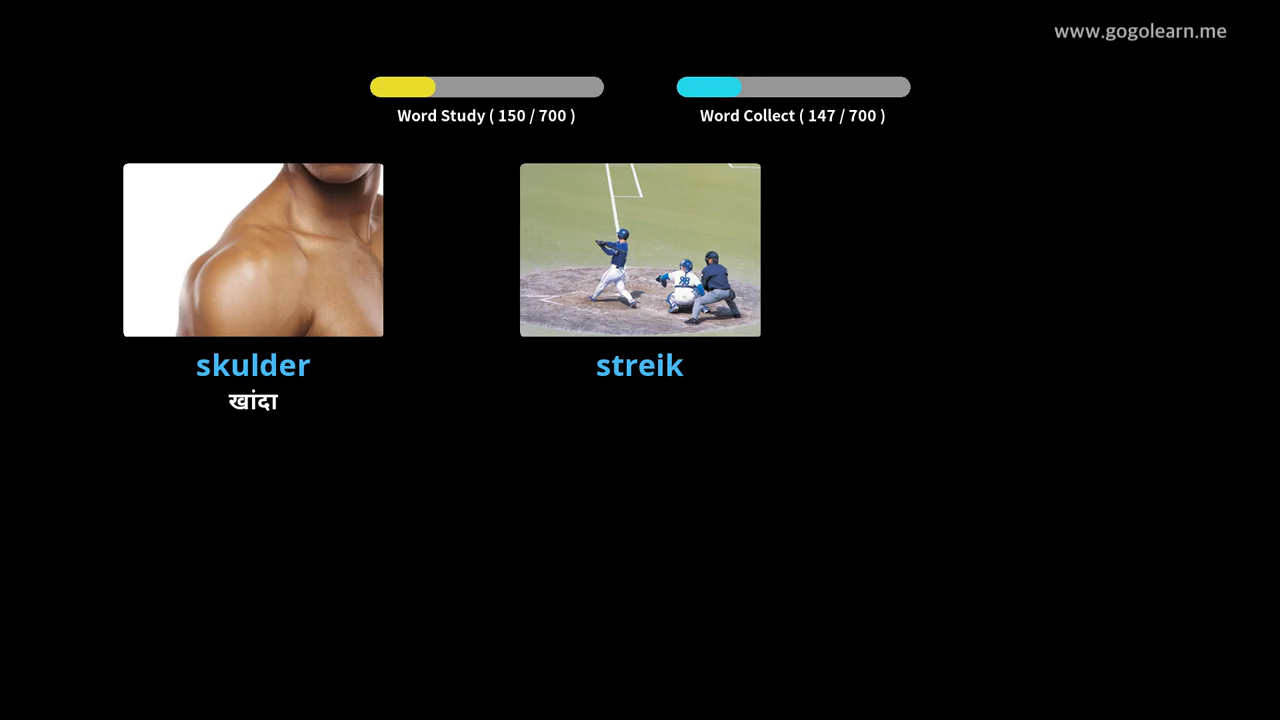 www.gogolearn.me
Word Study ( 150 / 700 )
Word Collect ( 147 / 700 )
skulder
खांदा
streik